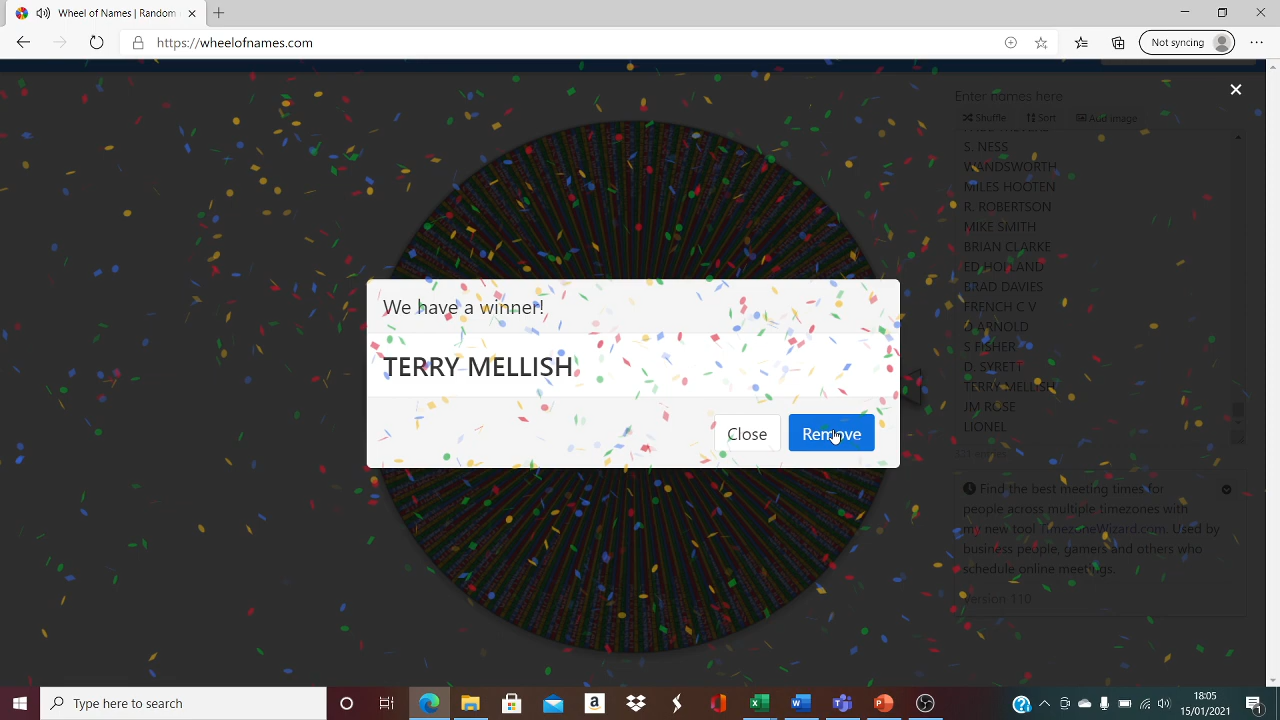 Wheel of Names | Random
https://wheelofnames.com
Not syncing
Enter names here
Shuffle
Sort
Add image
S. NESS
WANDSWORTH
MILES HOOTEN
R. ROBERTSON
MIKE SMITH
BRIAN CLARKE
ED HOLLAND
BRAD DAVIES
FRENCH C V
ARNOLD
S FISHER
D. SYRETT
TERRY MELLISH
JM ROSE
LIONEL
We have a winner!
TERRY MELLISH
Close
Remove
Find the best meeting times for
people across multiple timezones with
my new tool TimezoneWizard.com. Used by
business people, gamers and others who
schedule online meetings.
Version 110
Type here to search
18:05
15/01/2021